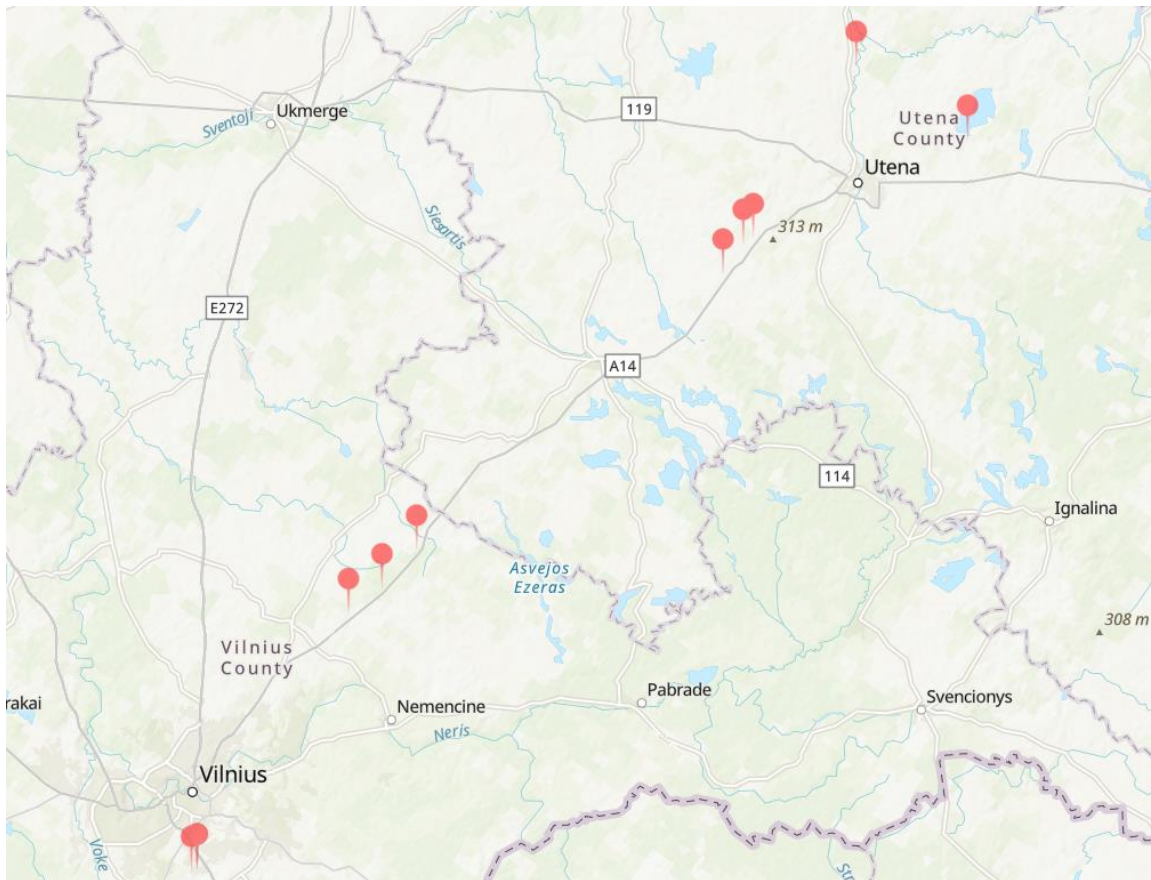 Ukmerge
Sventoji
119
Utena
County
Utena
313 m
Siesartis
E272
A14
114
Ignalina
Asvejos
Ezeras
308 m
Vilnius
County
rakai
Nemencine
Pabrade
Svencionys
Neris
Vilnius
Voke
Str